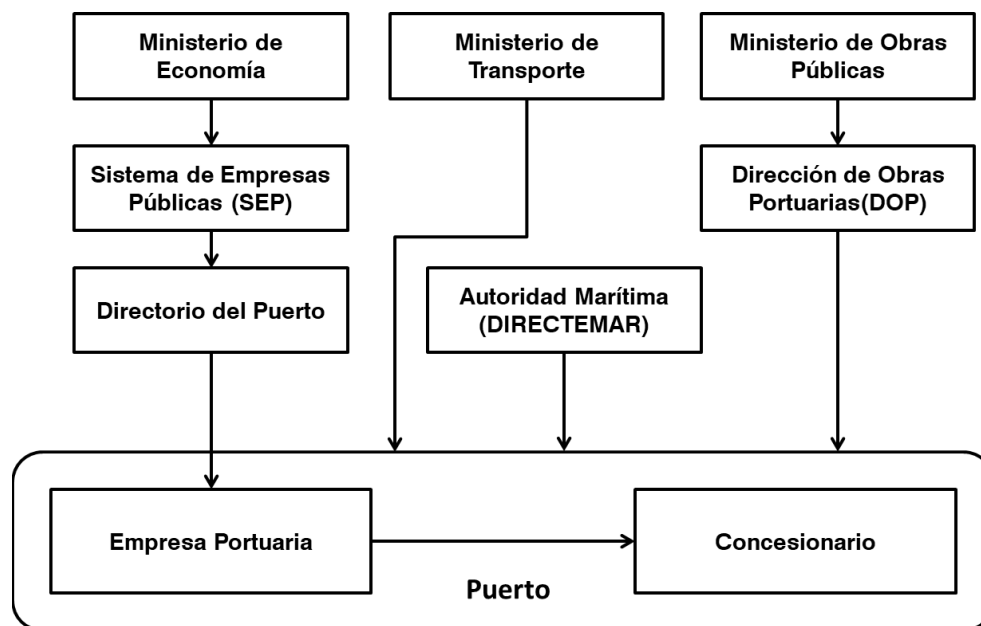 Ministerio de
Economía
Ministerio de
Transporte
Ministerio de Obras
Públicas
Sistema de Empresas
Públicas (SEP)
Dirección de Obras
Portuarias(DOP)
Directorio del Puerto
Autoridad Marítima
(DIRECTEMAR)
Empresa Portuaria
Concesionario
Puerto